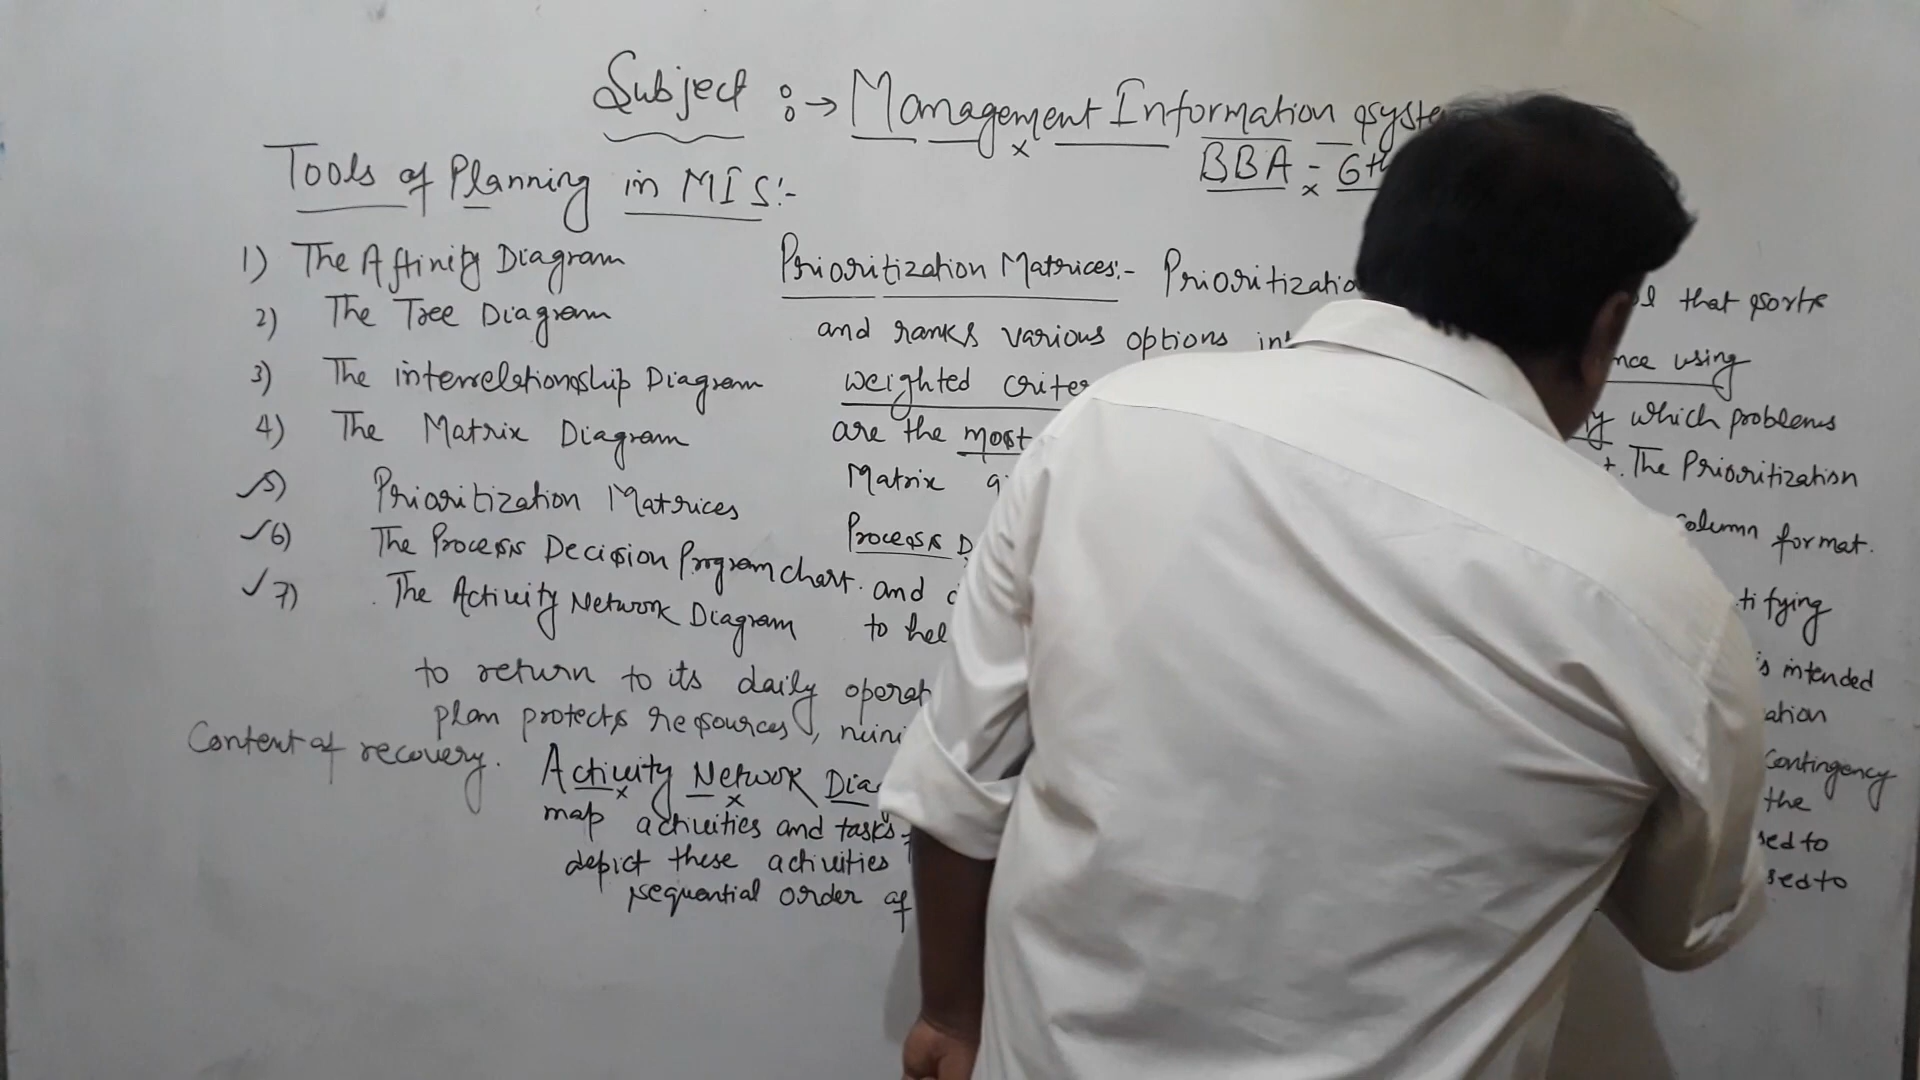 Subject :→ Management Information syste
BBA - 6th
Tools of Planning in MIS:-
1) The Affinity Diagram
2) The Tree Diagram
3) The interrelationship Diagram
4) The Matrix Diagram
5) Prioritization Matrices
6) The Process Decision Program chart.
7) The Activity Network Diagram
Prioritization Matrices:- Prioritizatio that sorts
and ranks various options in nce using
weighted criter which problems
are the most The Prioritization
Matrix column format.
Process D
and tifying
to hel is intended
to return to its daily operat ation
plan protects resources, mini Contingency
Content of recovery. the
Activity Network Dia sed to
map activities and tasks sed to
depict these activities
sequential order of